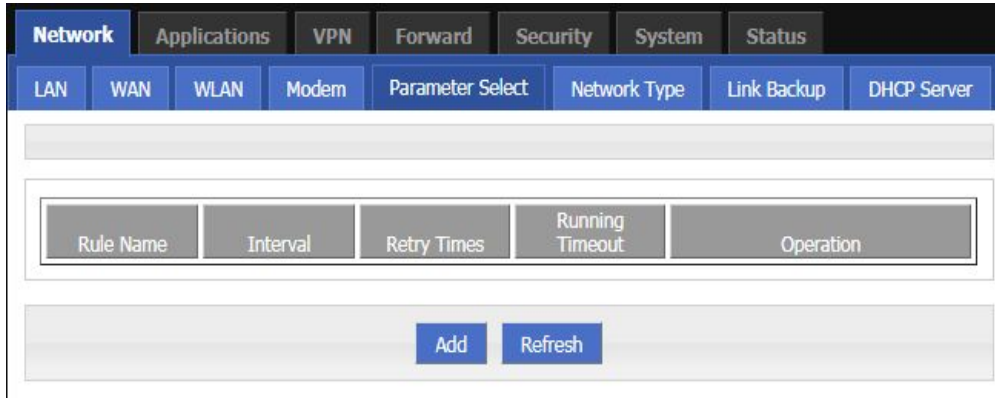 Network Applications VPN Forward Security System Status
LAN WAN WLAN Modem Parameter Select Network Type Link Backup DHCP Server
Rule Name Interval Retry Times Running Timeout Operation
Add Refresh